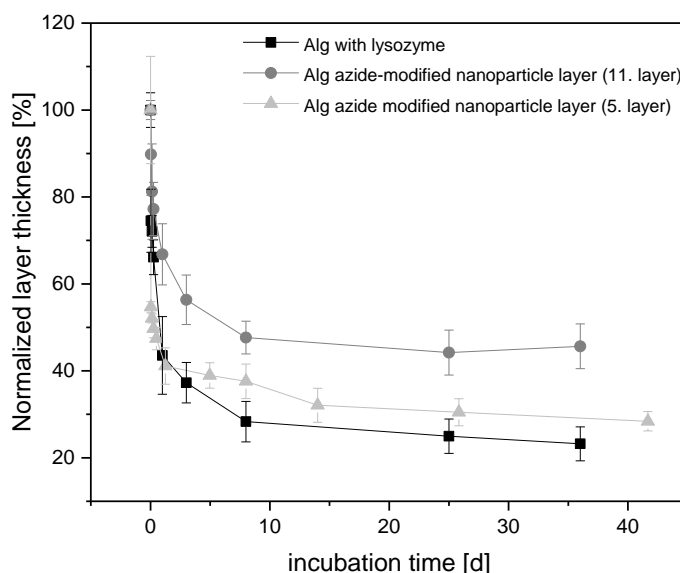 120
100
80
60
40
20
Normalized layer thickness [%]
Alg with lysozyme
Alg azide-modified nanoparticle layer (11. layer)
Alg azide modified nanoparticle layer (5. layer)
0 10 20 30 40
incubation time [d]